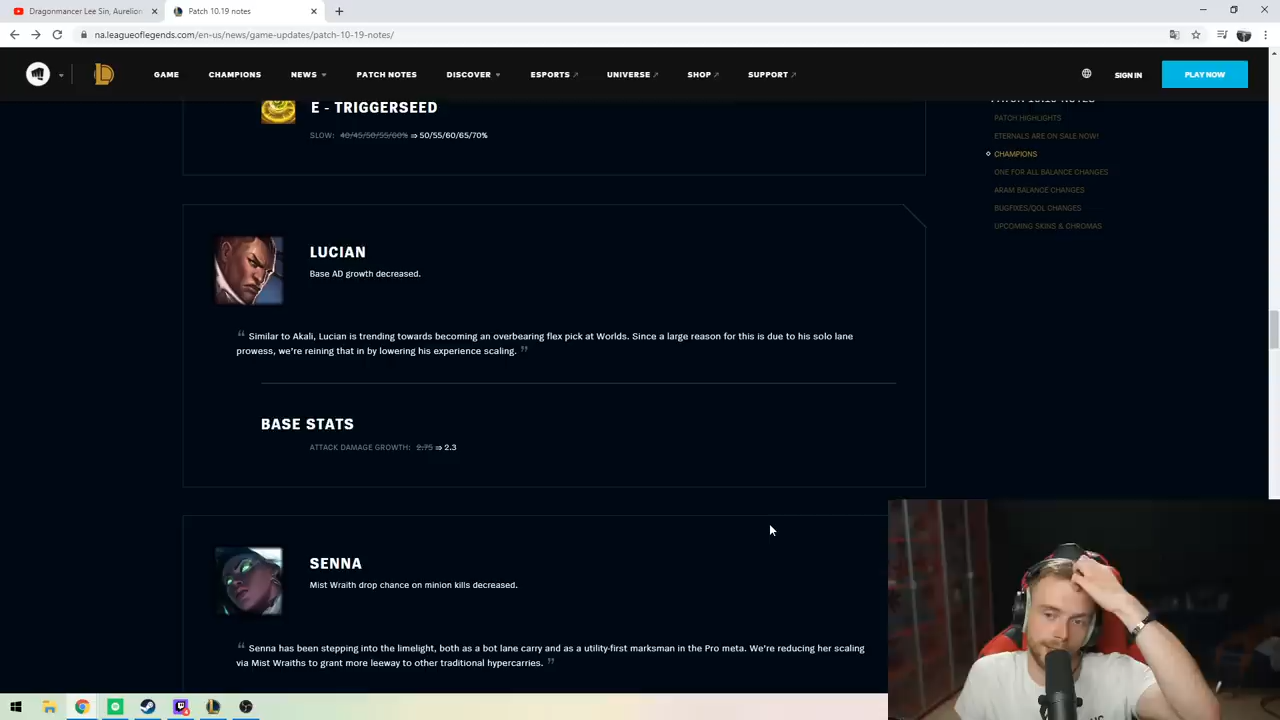 Dragonmancer Lee Sin, Aurelion
Patch 10.19 notes
na.leagueoflegends.com/en-us/news/game-updates/patch-10-19-notes/
GAME
CHAMPIONS
NEWS
PATCH NOTES
DISCOVER
ESPORTS
UNIVERSE
SHOP
SUPPORT
SIGN IN
PLAY NOW
E - TRIGGERSEED
SLOW: 40/45/50/55/60% ⇒ 50/55/60/65/70%
LUCIAN
Base AD growth decreased.
“ Similar to Akali, Lucian is trending towards becoming an overbearing flex pick at Worlds. Since a large reason for this is due to his solo lane
prowess, we're reining that in by lowering his experience scaling. ”
BASE STATS
ATTACK DAMAGE GROWTH: 2.75 ⇒ 2.3
SENNA
Mist Wraith drop chance on minion kills decreased.
“ Senna has been stepping into the limelight, both as a bot lane carry and as a utility-first marksman in the Pro meta. We're reducing her scaling
via Mist Wraiths to grant more leeway to other traditional hypercarries. ”
PATCH 10.19 NOTES
PATCH HIGHLIGHTS
ETERNALS ARE ON SALE NOW!
CHAMPIONS
ONE FOR ALL BALANCE CHANGES
ARAM BALANCE CHANGES
BUGFIXES/QOL CHANGES
UPCOMING SKINS & CHROMAS